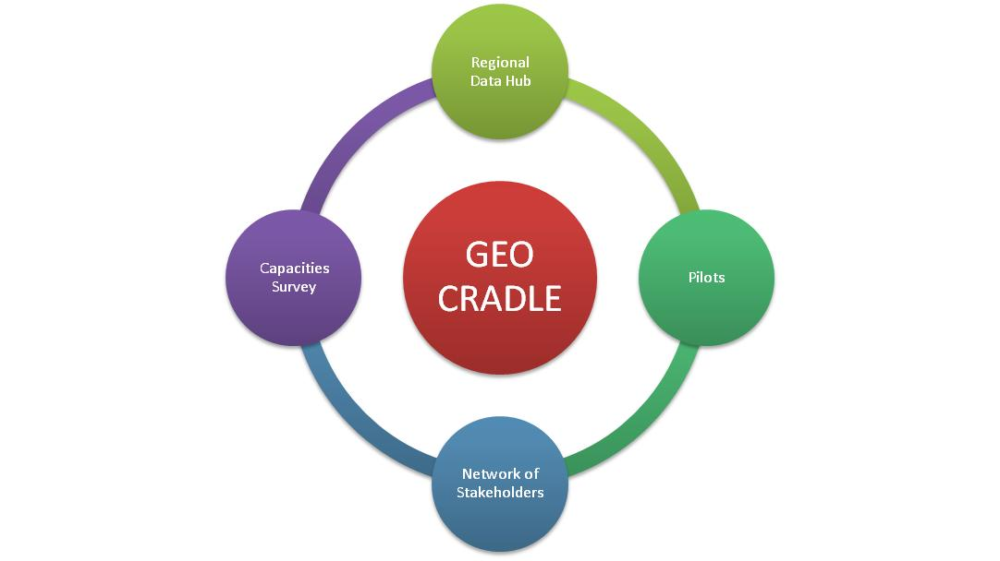 Regional
Data Hub
GEO
CRADLE
Capacities
Survey
Pilots
Network of
Stakeholders